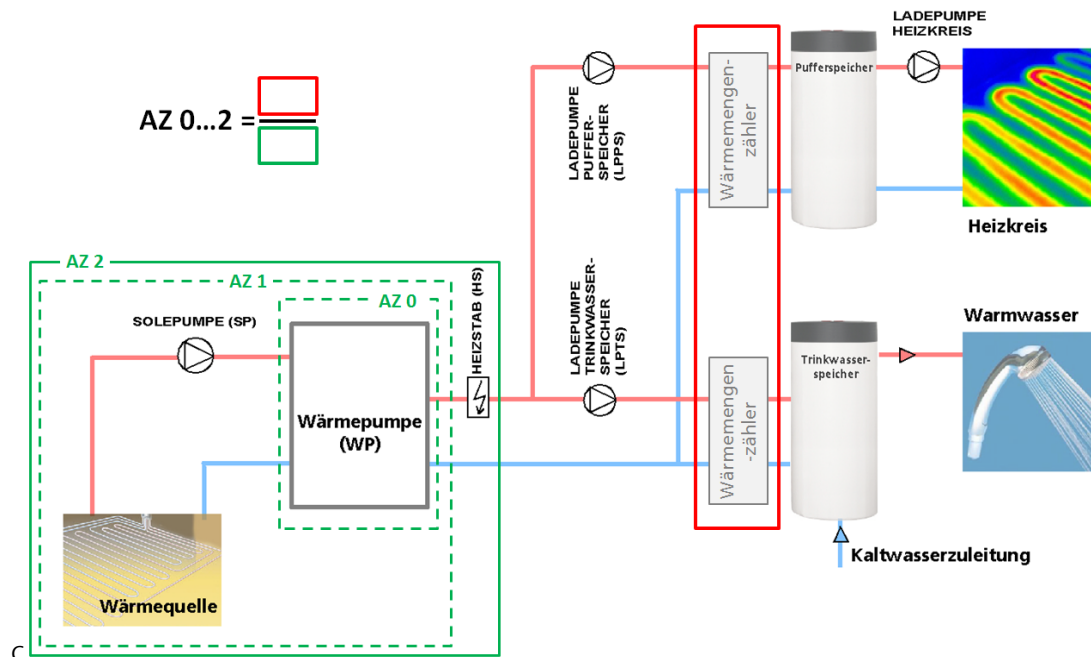 LADEPUMPE
HEIZKREIS
AZ 0...2 =
LADEPUMPE
PUFFER-
SPEICHER
(LPPS)
Wärmemengen-
zähler
Pufferspeicher
Heizkreis
AZ 2
AZ 1
AZ 0
SOLEPUMPE (SP)
HEIZSTAB (HS)
LADEPUMPE
TRINKWASSER-
SPEICHER
(LPTS)
Wärmemengen
-zähler
Trinkwasser-
speicher
Warmwasser
Wärmepumpe
(WP)
Wärmequelle
Kaltwasserzuleitung
C